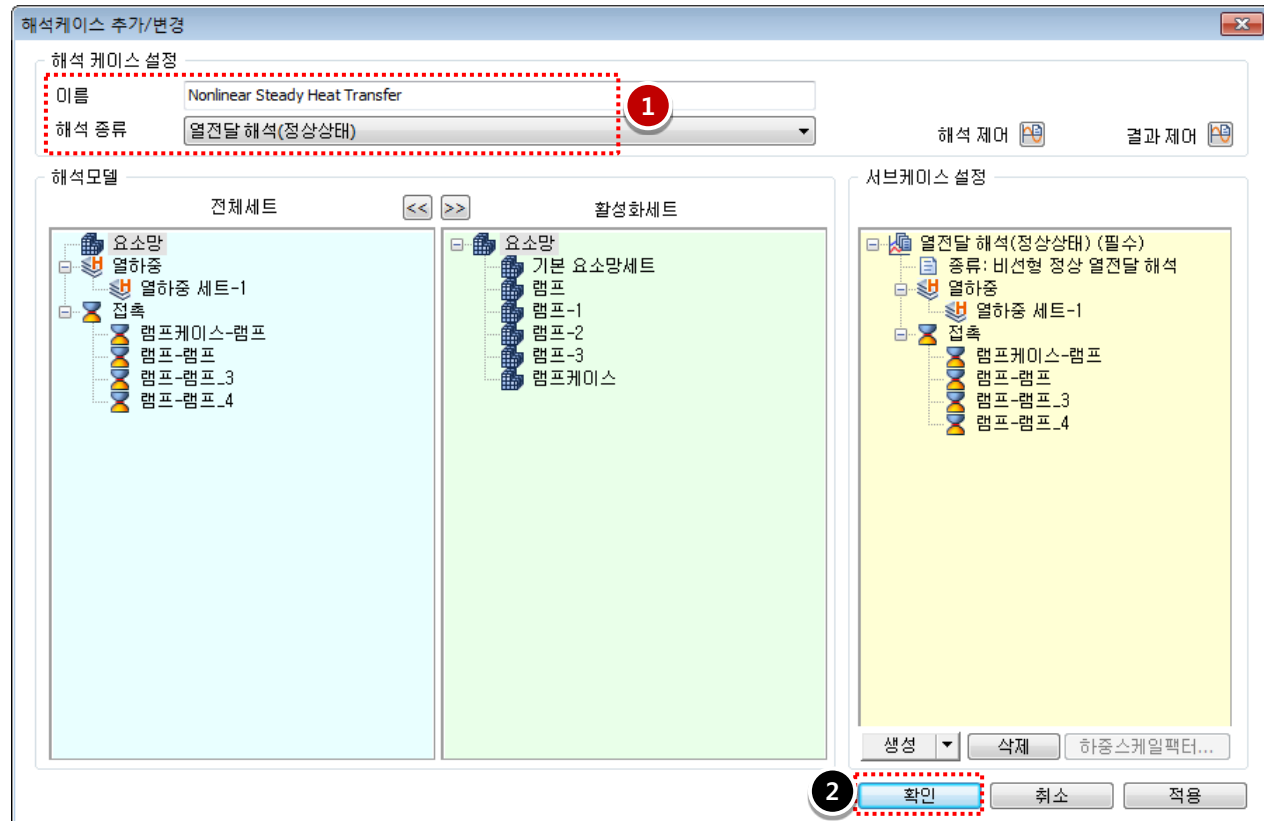 해석케이스 추가/변경
해석 케이스 설정
이름
Nonlinear Steady Heat Transfer
1
해석 종류
열전달 해석(정상상태)
해석 제어
결과 제어
해석모델
전체세트
<<
>>
활성화세트
요소망
열하중
열하중 세트-1
접촉
램프케이스-램프
램프-램프
램프-램프_3
램프-램프_4
요소망
기본 요소망세트
램프
램프-1
램프-2
램프-3
램프케이스
서브케이스 설정
열전달 해석(정상상태) (필수)
종류: 비선형 정상 열전달 해석
열하중
열하중 세트-1
접촉
램프케이스-램프
램프-램프
램프-램프_3
램프-램프_4
생성
삭제
하중스케일팩터...
2
확인
취소
적용